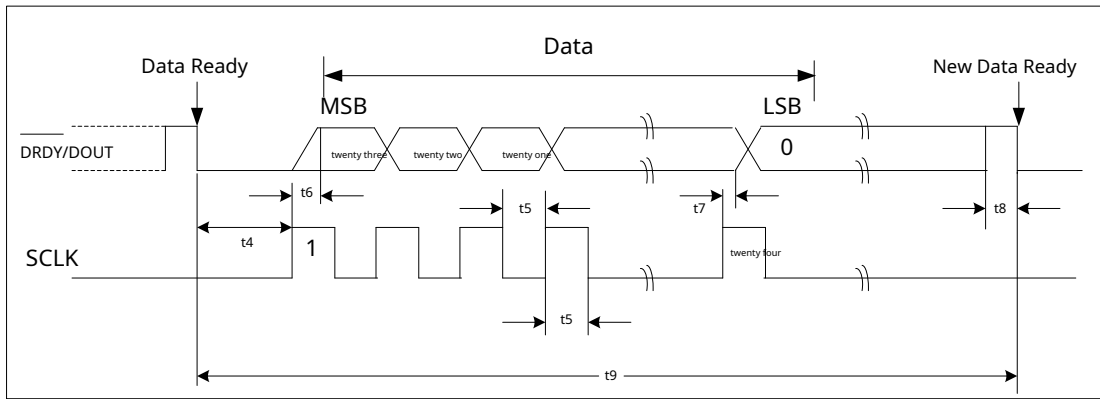 Data
Data Ready
New Data Ready
MSB
LSB
DRDY/DOUT
twenty three
twenty two
twenty one
0
t6
t5
t7
t8
t4
SCLK
1
twenty four
t5
t9